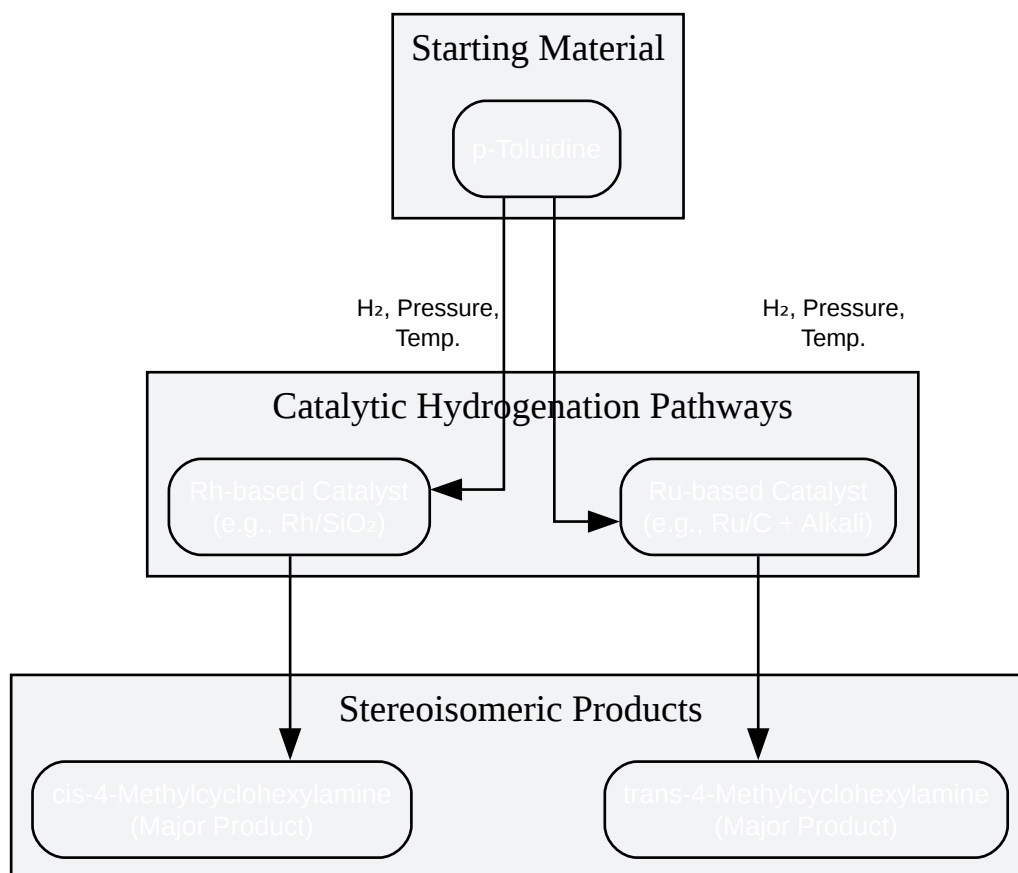 Starting Material
p-Toluidine
H₂, Pressure,
Temp.
H₂, Pressure,
Temp.
Catalytic Hydrogenation Pathways
Rh-based Catalyst
(e.g., Rh/SiO₂)
Ru-based Catalyst
(e.g., Ru/C + Alkali)
Stereoisomeric Products
cis-4-Methylcyclohexylamine
(Major Product)
trans-4-Methylcyclohexylamine
(Major Product)